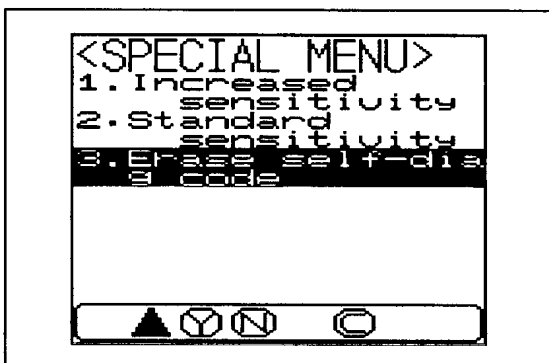 <SPECIAL MENU>
1.Increased
sensitivity
2.Standard
sensitivity
3.Erase self-dia
g code
Y N C